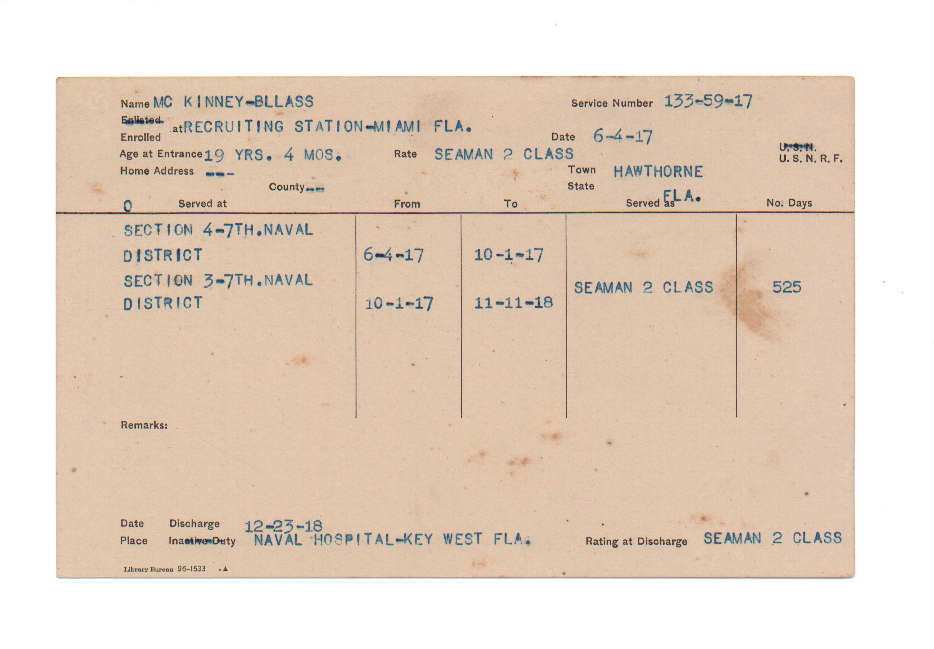 Name MC KINNEY-BLLASS Service Number 133-59-17
Enlisted
Enrolled at RECRUITING STATION-MIAMI FLA. Date 6-4-17
Age at Entrance 19 YRS. 4 MOS. Rate SEAMAN 2 CLASS U.S.N.
U. S. N. R. F.
Home Address --- Town HAWTHORNE
County -- State FLA.
0 Served at From To Served as No. Days
SECTION 4-7TH.NAVAL
DISTRICT 6-4-17 10-1-17
SECTION 3-7TH.NAVAL
SEAMAN 2 CLASS 525
DISTRICT 10-1-17 11-11-18
Remarks:
Date Discharge 12-23-18
Place Inactive Duty NAVAL HOSPITAL-KEY WEST FLA. Rating at Discharge SEAMAN 2 CLASS
Library Bureau 96-1533 .▲